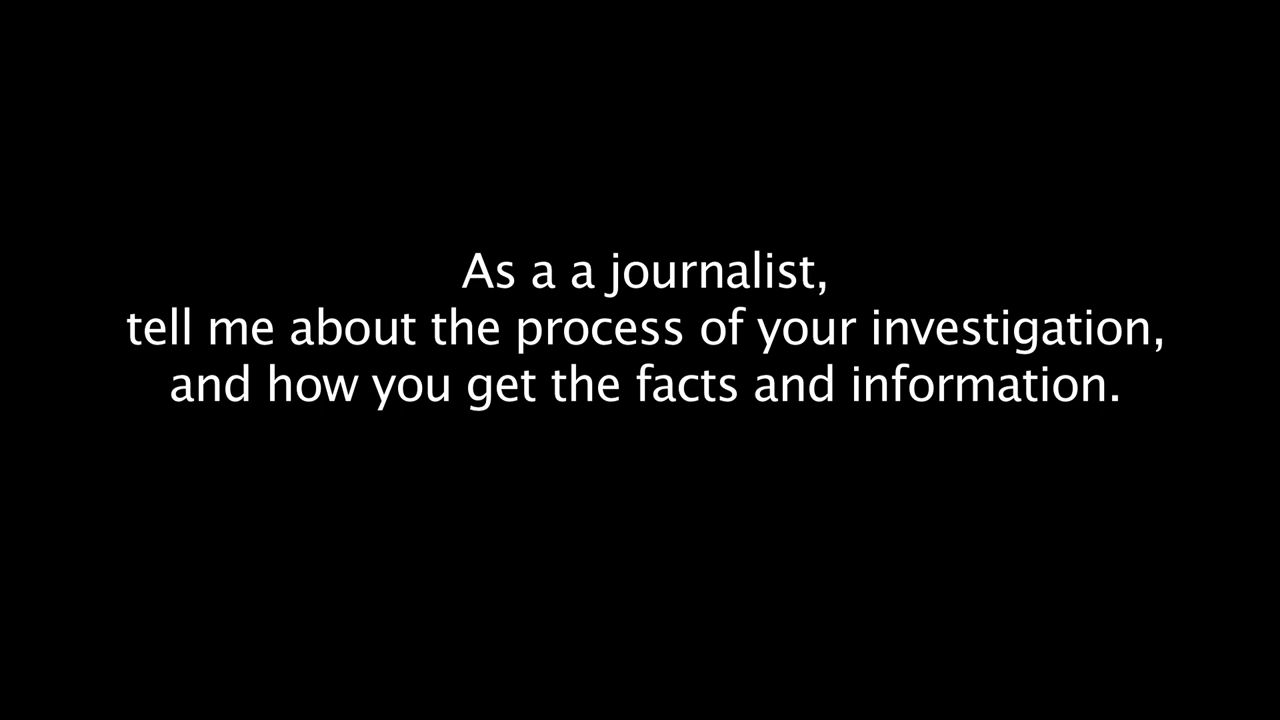 As a a journalist,
tell me about the process of your investigation,
and how you get the facts and information.